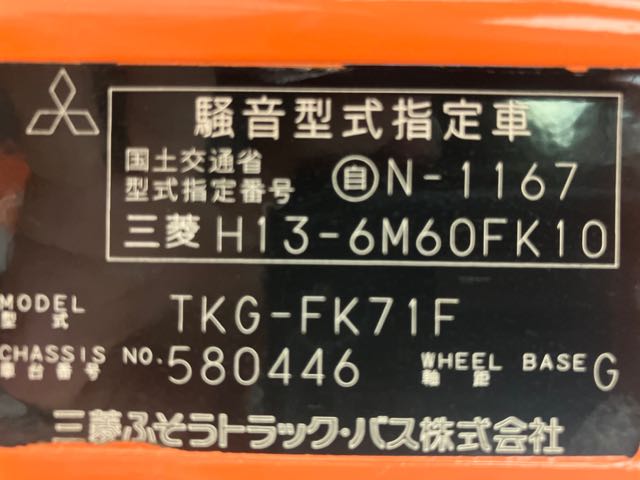 騒音型式指定車
国土交通省
型式指定番号 自N-1167
三菱 H13-6M60FK10
MODEL
型式 TKG-FK71F
CHASSIS NO.
車台番号 580446 WHEEL BASE
軸距 G
三菱ふそうトラック・バス株式会社